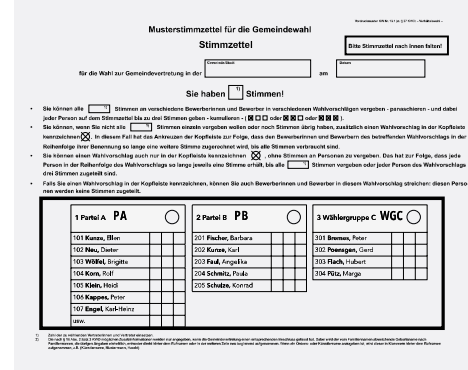 Musterstimmzettel für die Gemeindewahl
Stimmzettel
Bitte Stimmzettel nach innen falten!
Gemeinde/Stadt
Datum
für die Wahl zur Gemeindevertretung in der am
Sie haben 1) Stimmen!
• Sie können alle 1) Stimmen an verschiedene Bewerberinnen und Bewerber in verschiedenen Wahlvorschlägen vergeben - panaschieren - und dabei
jeder Person auf dem Stimmzettel bis zu drei Stimmen geben - kumulieren - ( ☒ ☐ ☐ oder ☒ ☒ ☐ oder ☒ ☒ ☒ ).
• Sie können, wenn Sie nicht alle 1) Stimmen einzeln vergeben wollen oder noch Stimmen übrig haben, zusätzlich einen Wahlvorschlag in der Kopfleiste
kennzeichnen ☒. In diesem Fall hat das Ankreuzen der Kopfleiste zur Folge, dass den Bewerberinnen und Bewerbern des betreffenden Wahlvorschlags in der
Reihenfolge ihrer Benennung so lange eine weitere Stimme zugerechnet wird, bis alle Stimmen verbraucht sind.
• Sie können einen Wahlvorschlag auch nur in der Kopfleiste kennzeichnen ☒ , ohne Stimmen an Personen zu vergeben. Das hat zur Folge, dass jede
Person in der Reihenfolge des Wahlvorschlags so lange jeweils eine Stimme erhält, bis alle 1) Stimmen vergeben oder jeder Person des Wahlvorschlags
drei Stimmen zugeteilt sind.
• Falls Sie einen Wahlvorschlag in der Kopfleiste kennzeichnen, können Sie auch Bewerberinnen und Bewerber in diesem Wahlvorschlag streichen: diesen Perso-
nen werden keine Stimmen zugeteilt.
1 Partei A PA
101 Kunze, Ellen
102 Neu, Dieter
103 Wölfel, Brigitte
104 Korn, Rolf
105 Klein, Heidi
106 Kappes, Peter
107 Engel, Karl-Heinz
usw.
2 Partei B PB
201 Fischer, Barbara
202 Kunze, Karl
203 Faul, Angelika
204 Schmitz, Paula
205 Schulze, Konrad
3 Wählergruppe C WGC
301 Bremes, Peter
302 Poensgen, Gerd
303 Flach, Hubert
304 Pütz, Marga